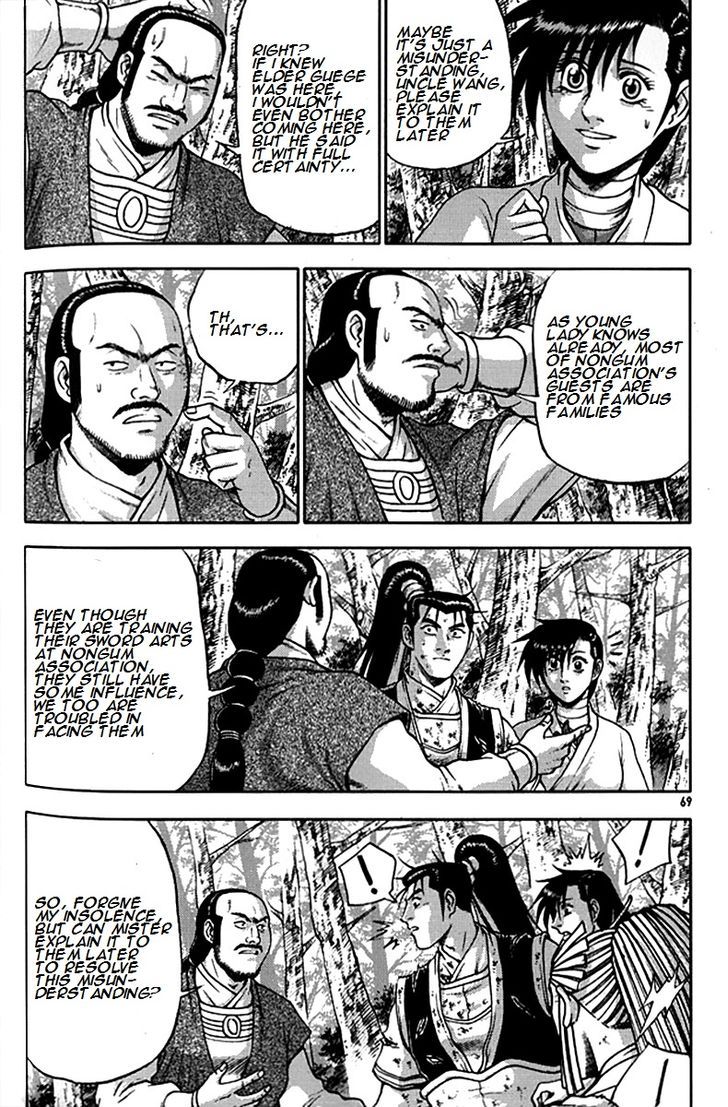 MAYBE
IT'S JUST A
MISUNDER-
STANDING,
UNCLE WANG,
PLEASE
EXPLAIN IT
TO THEM
LATER
RIGHT?
IF I KNEW
ELDER GUEGE
WAS HERE
I WOULDN'T
EVEN BOTHER
COMING HERE,
BUT HE SAID
IT WITH FULL
CERTAINTY...
AS YOUNG
LADY KNOWS
ALREADY, MOST
OF NONGUM
ASSOCIATION'S
GUESTS ARE
FROM FAMOUS
FAMILIES
TH,
THAT'S...
EVEN THOUGH
THEY ARE TRAINING
THEIR SWORD ARTS
AT NONGUM
ASSOCIATION,
THEY STILL HAVE
SOME INFLUENCE,
WE TOO ARE
TROUBLED IN
FACING THEM
69
!
!
SO, FORGIVE
MY INSOLENCE,
BUT CAN MISTER
EXPLAIN IT TO
THEM LATER
TO RESOLVE
THIS MISUN-
DERSTANDING?